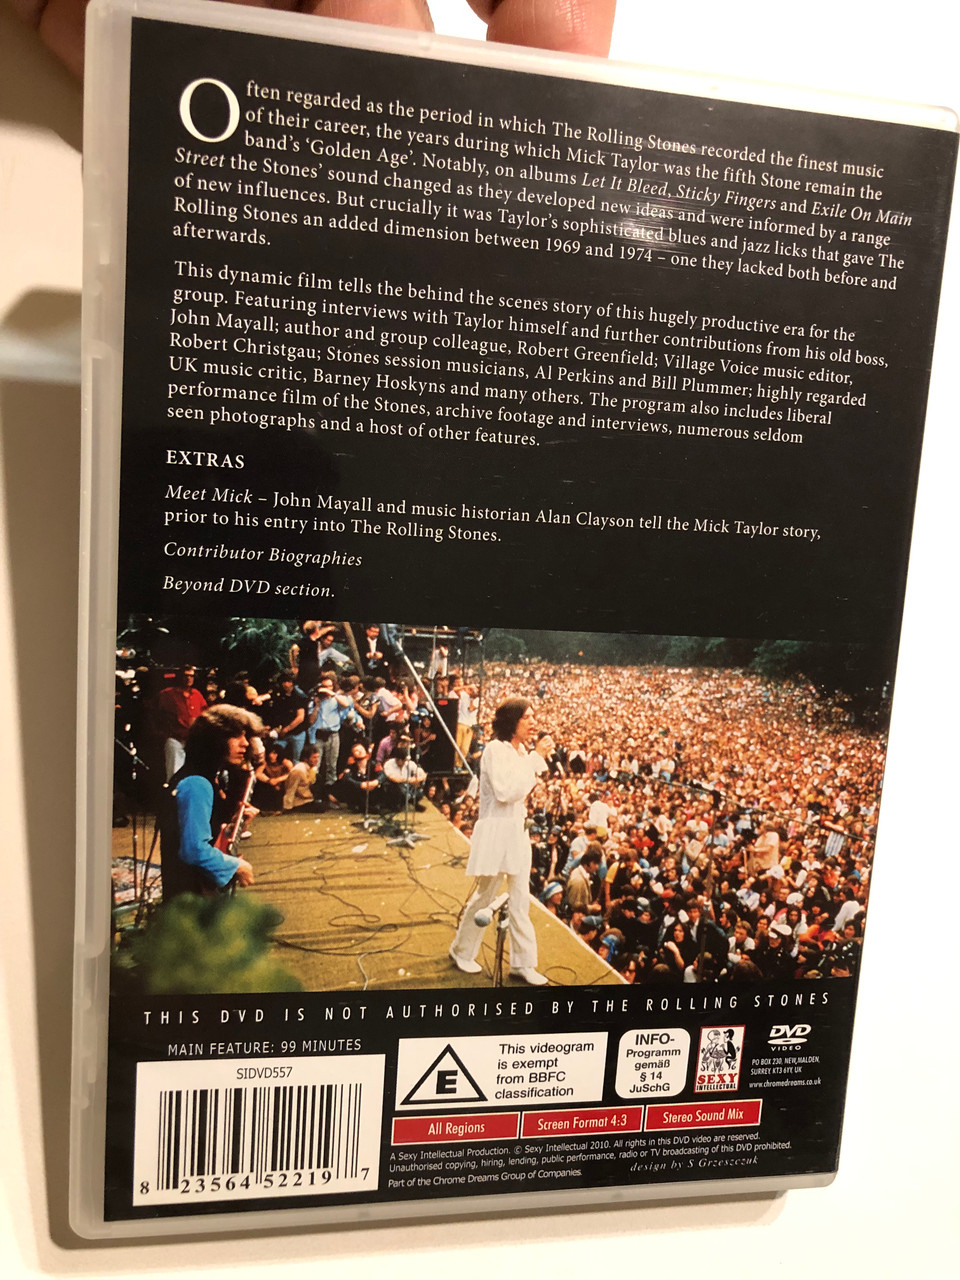 Often regarded as the period in which The Rolling Stones recorded the finest music
of their career, the years during which Mick Taylor was the fifth Stone remain the
band's 'Golden Age'. Notably, on albums Let It Bleed, Sticky Fingers and Exile On Main
Street the Stones' sound changed as they developed new ideas and were informed by a range
of new influences. But crucially it was Taylor's sophisticated blues and jazz licks that gave The
Rolling Stones an added dimension between 1969 and 1974 – one they lacked both before and
afterwards.
This dynamic film tells the behind the scenes story of this hugely productive era for the
group. Featuring interviews with Taylor himself and further contributions from his old boss,
John Mayall; author and group colleague, Robert Greenfield; Village Voice music editor,
Robert Christgau; Stones session musicians, Al Perkins and Bill Plummer; highly regarded
UK music critic, Barney Hoskyns and many others. The program also includes liberal
performance film of the Stones, archive footage and interviews, numerous seldom
seen photographs and a host of other features.
EXTRAS
Meet Mick – John Mayall and music historian Alan Clayson tell the Mick Taylor story,
prior to his entry into The Rolling Stones.
Contributor Biographies
Beyond DVD section.
THIS DVD IS NOT AUTHORISED BY THE ROLLING STONES
MAIN FEATURE: 99 MINUTES
SIDVD557
8 23564 52219 7
E
This videogram
is exempt
from BBFC
classification
INFO-
Programm
gemäß
§ 14
JuSchG
SEXY
INTELLECTUAL
DVD
VIDEO
PO BOX 230, NEW MALDEN,
SURREY KT3 6YY, UK
www.chromedreams.co.uk
All Regions
Screen Format 4:3
Stereo Sound Mix
A Sexy Intellectual Production. © Sexy Intellectual 2010. All rights in this DVD video are reserved.
Unauthorised copying, hiring, lending, public performance, radio or TV broadcasting of this DVD prohibited.
Part of the Chrome Dreams Group of Companies.
design by S Grzeszczuk